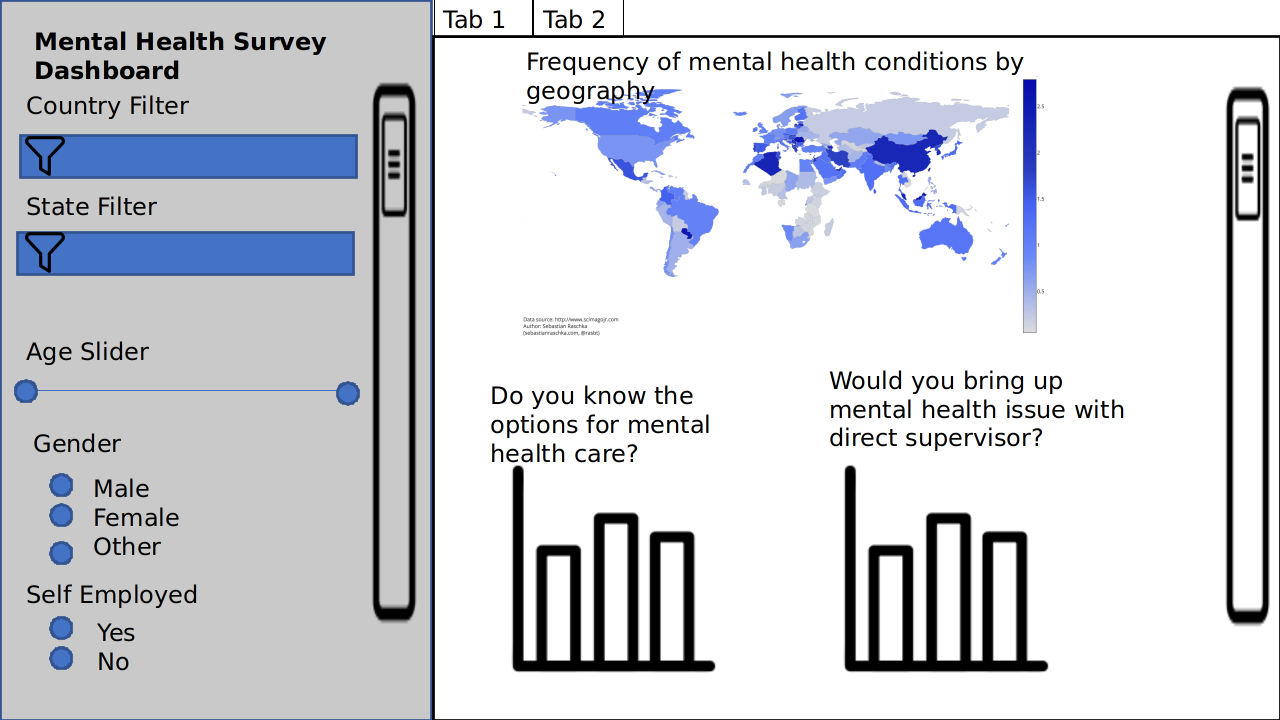 Mental Health Survey
Dashboard
Country Filter
State Filter
Age Slider
Gender
Male
Female
Other
Self Employed
Yes
No
Tab 1
Tab 2
Frequency of mental health conditions by
geography
2.5
2
1.5
1
0.5
Data source: http://www.scimagojr.com
Author: Sebastian Raschka
(sebastianraschka.com, @rasbt)
Do you know the
options for mental
health care?
Would you bring up
mental health issue with
direct supervisor?